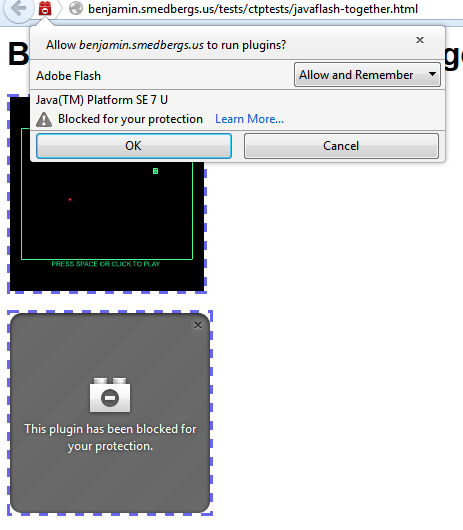 benjamin.smedbergs.us/tests/ctptests/javaflash-together.html
Allow benjamin.smedbergs.us to run plugins?
Adobe Flash
Allow and Remember
Java(TM) Platform SE 7 U
Blocked for your protection Learn More...
OK Cancel
PRESS SPACE OR CLICK TO PLAY
This plugin has been blocked for
your protection.